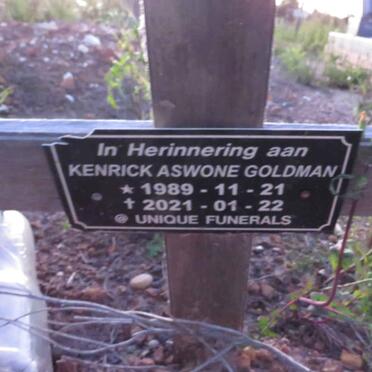 In Herinnering aan
KENRICK ASWONE GOLDMAN
★ 1989 - 11 - 21
✝ 2021 - 01 - 22
@ UNIQUE FUNERALS